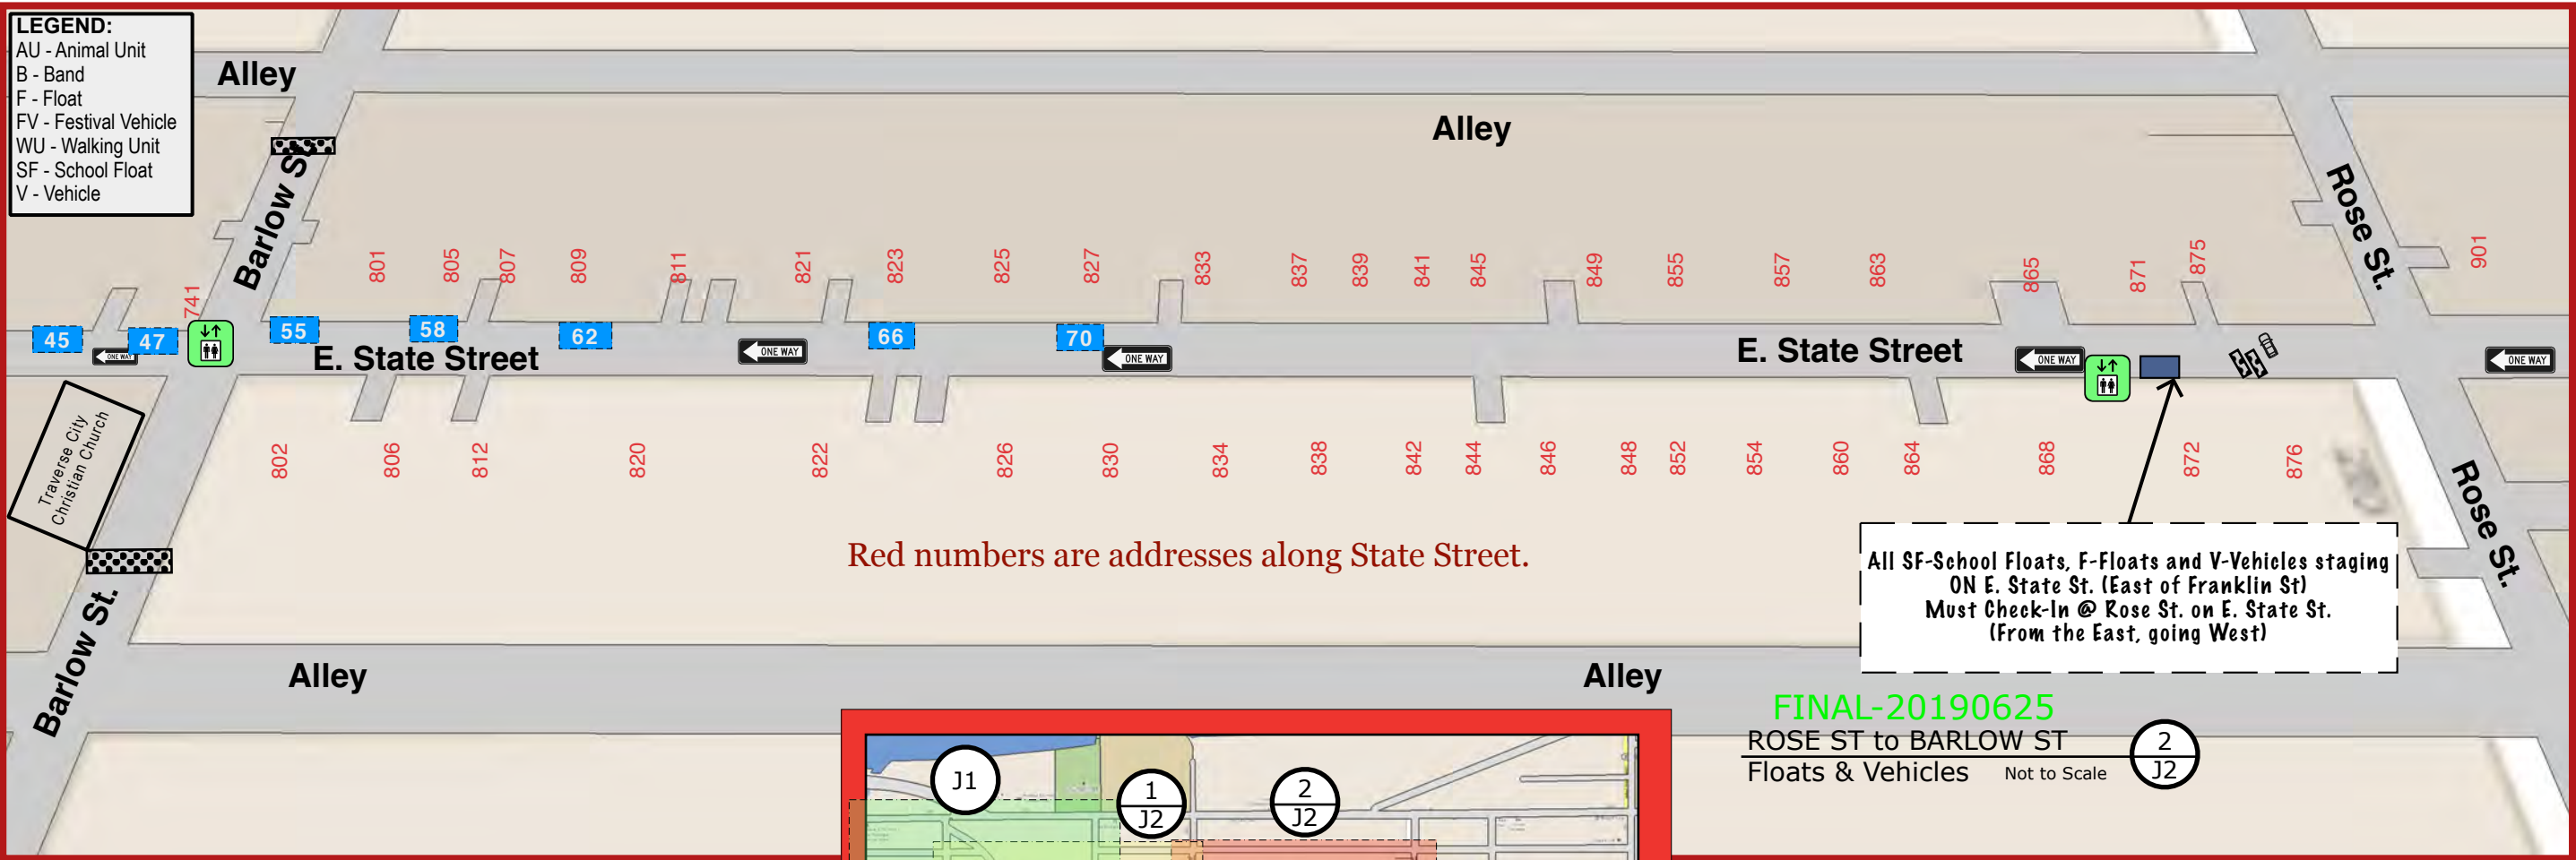 LEGEND:
AU - Animal Unit
B - Band
F - Float
FV - Festival Vehicle
WU - Walking Unit
SF - School Float
V - Vehicle
Alley
Alley
Barlow St.
Rose St.
741
801
805
807
809
811
821
823
825
827
833
837
839
841
845
849
855
857
863
865
871
875
901
45
47
55
58
62
66
70
ONE WAY
ONE WAY
ONE WAY
ONE WAY
ONE WAY
E. State Street
E. State Street
Traverse City
Christian Church
802
806
812
820
822
826
830
834
838
842
844
846
848
852
854
860
864
868
872
876
Rose St.
Red numbers are addresses along State Street.
All SF-School Floats, F-Floats and V-Vehicles staging
ON E. State St. (East of Franklin St)
Must Check-In @ Rose St. on E. State St.
(From the East, going West)
Barlow St.
Alley
Alley
FINAL-20190625
ROSE ST to BARLOW ST
Floats & Vehicles Not to Scale
2
J2
J1
1
J2
2
J2